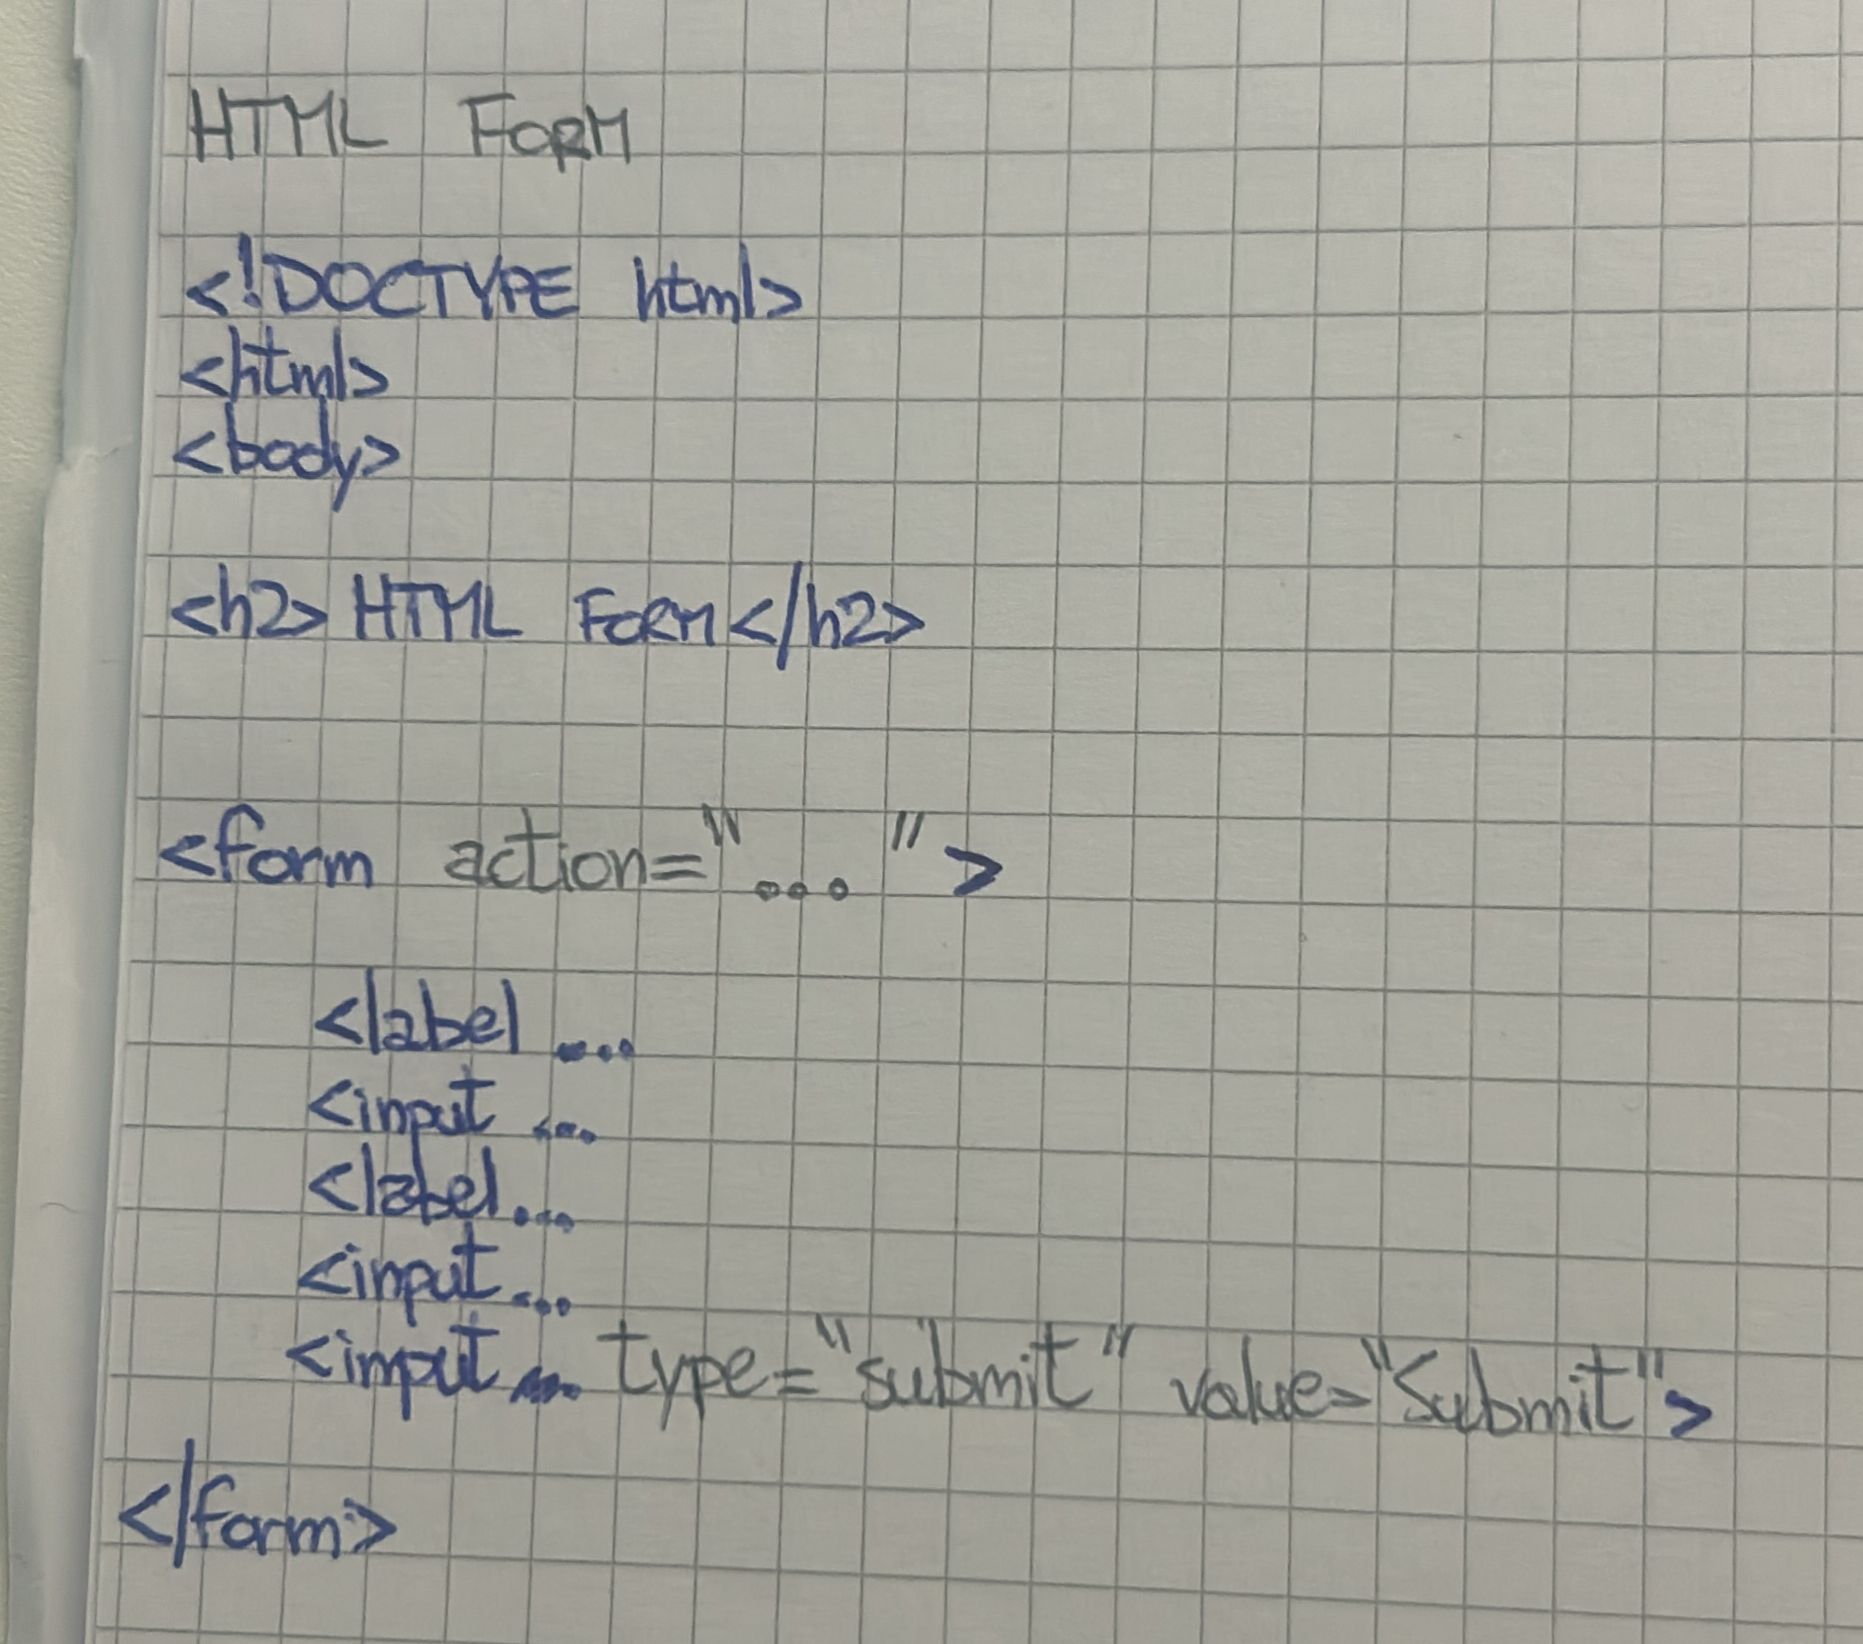 HTML FORM
<!DOCTYPE html>
<html>
<body>
<h2> HTML FORM </h2>
<form action="...">
<label ...
<input ...
<label...
<input...
<input ... type="submit" value="Submit">
</form>